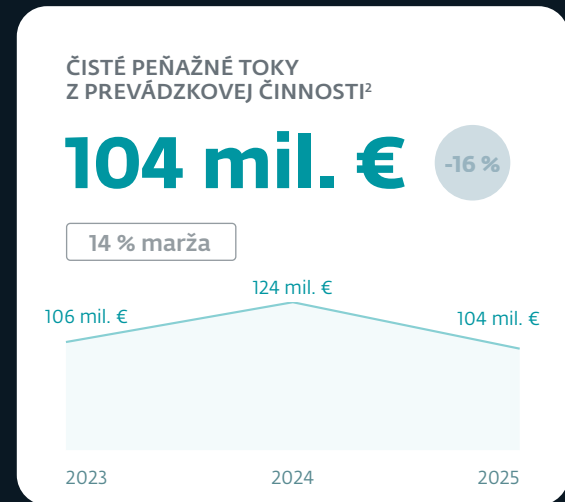 ČISTÉ PEŇAŽNÉ TOKY
Z PREVÁDZKOVEJ ČINNOSTI²
104 mil. €
-16 %
14 % marža
124 mil. €
106 mil. €
104 mil. €
2023
2024
2025